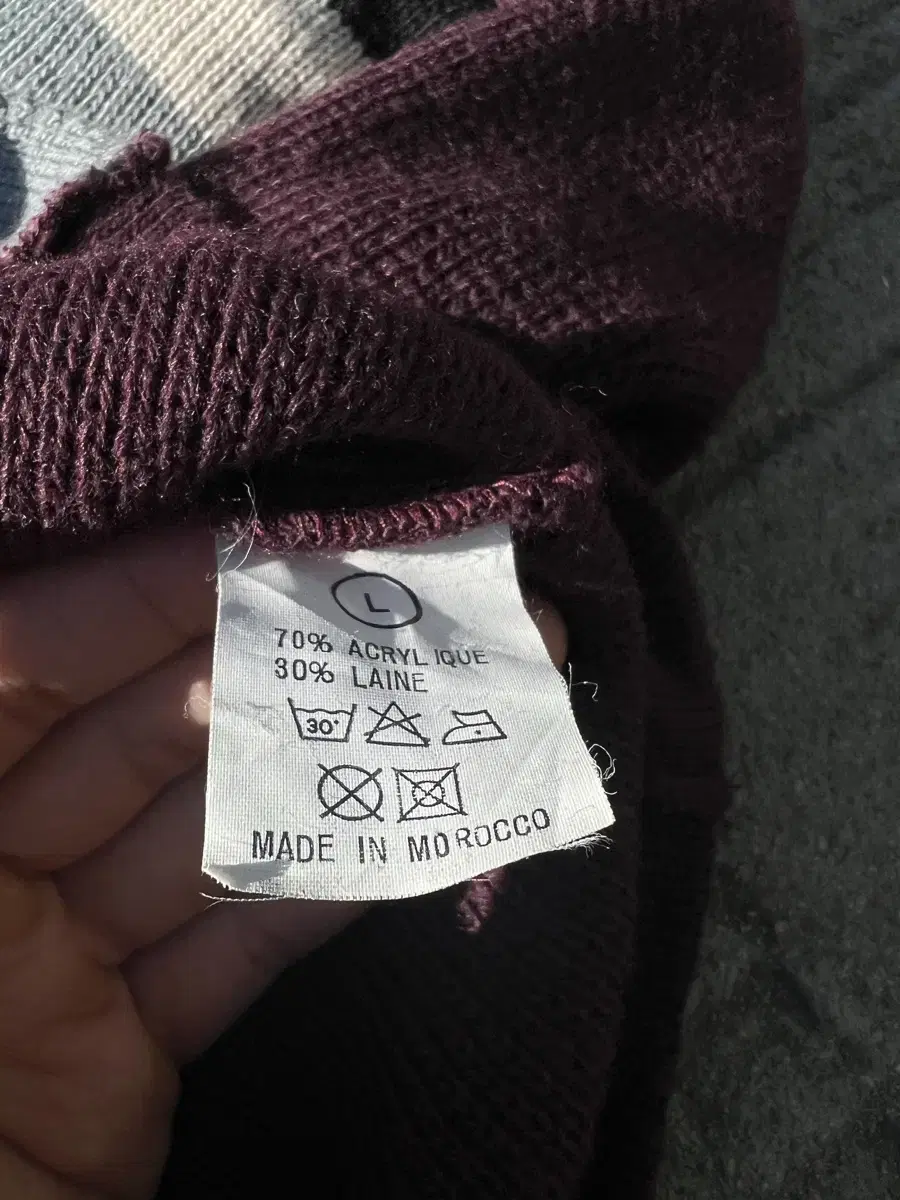 L
70% ACRYLIQUE
30% LAINE
30°
MADE IN MOROCCO